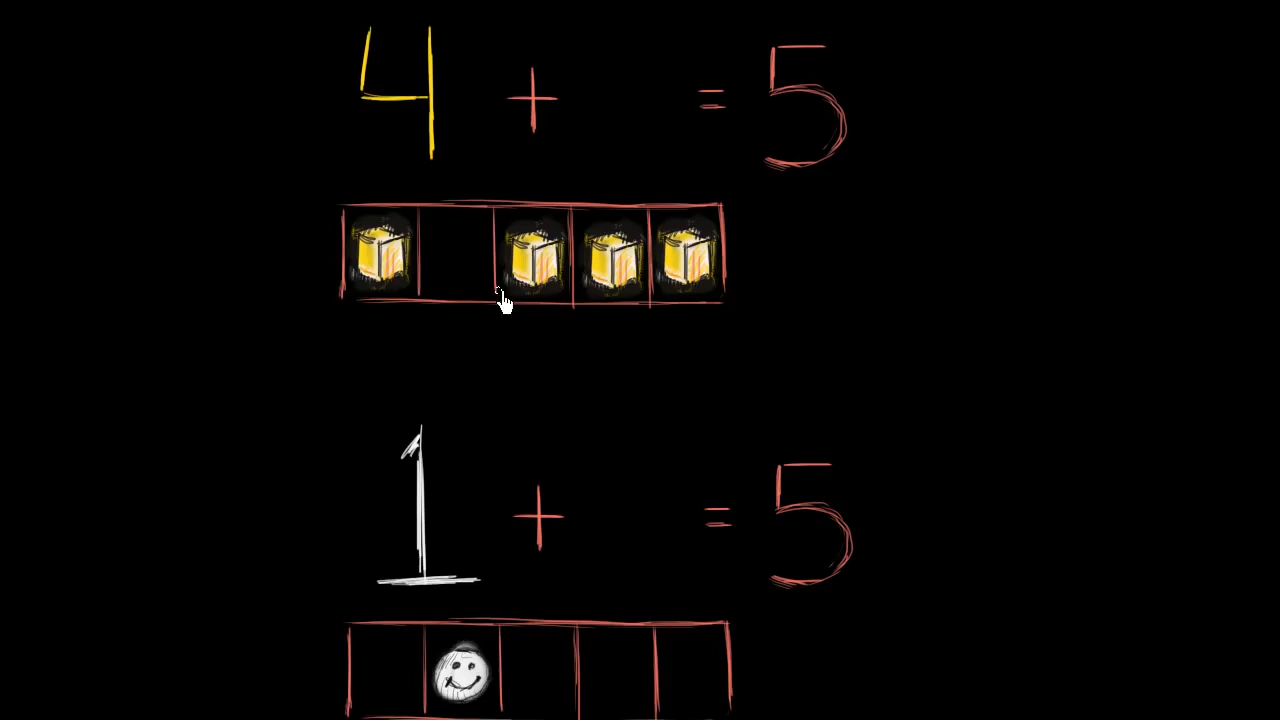 4 + = 5
1 + = 5